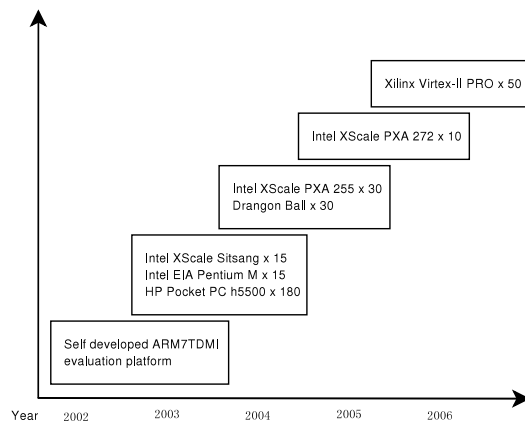 Xilinx Virtex-II PRO x 50
Intel XScale PXA 272 x 10
Intel XScale PXA 255 x 30
Drangon Ball x 30
Intel XScale Sitsang x 15
Intel EIA Pentium M x 15
HP Pocket PC h5500 x 180
Self developed ARM7TDMI
evaluation platform
Year 2002 2003 2004 2005 2006